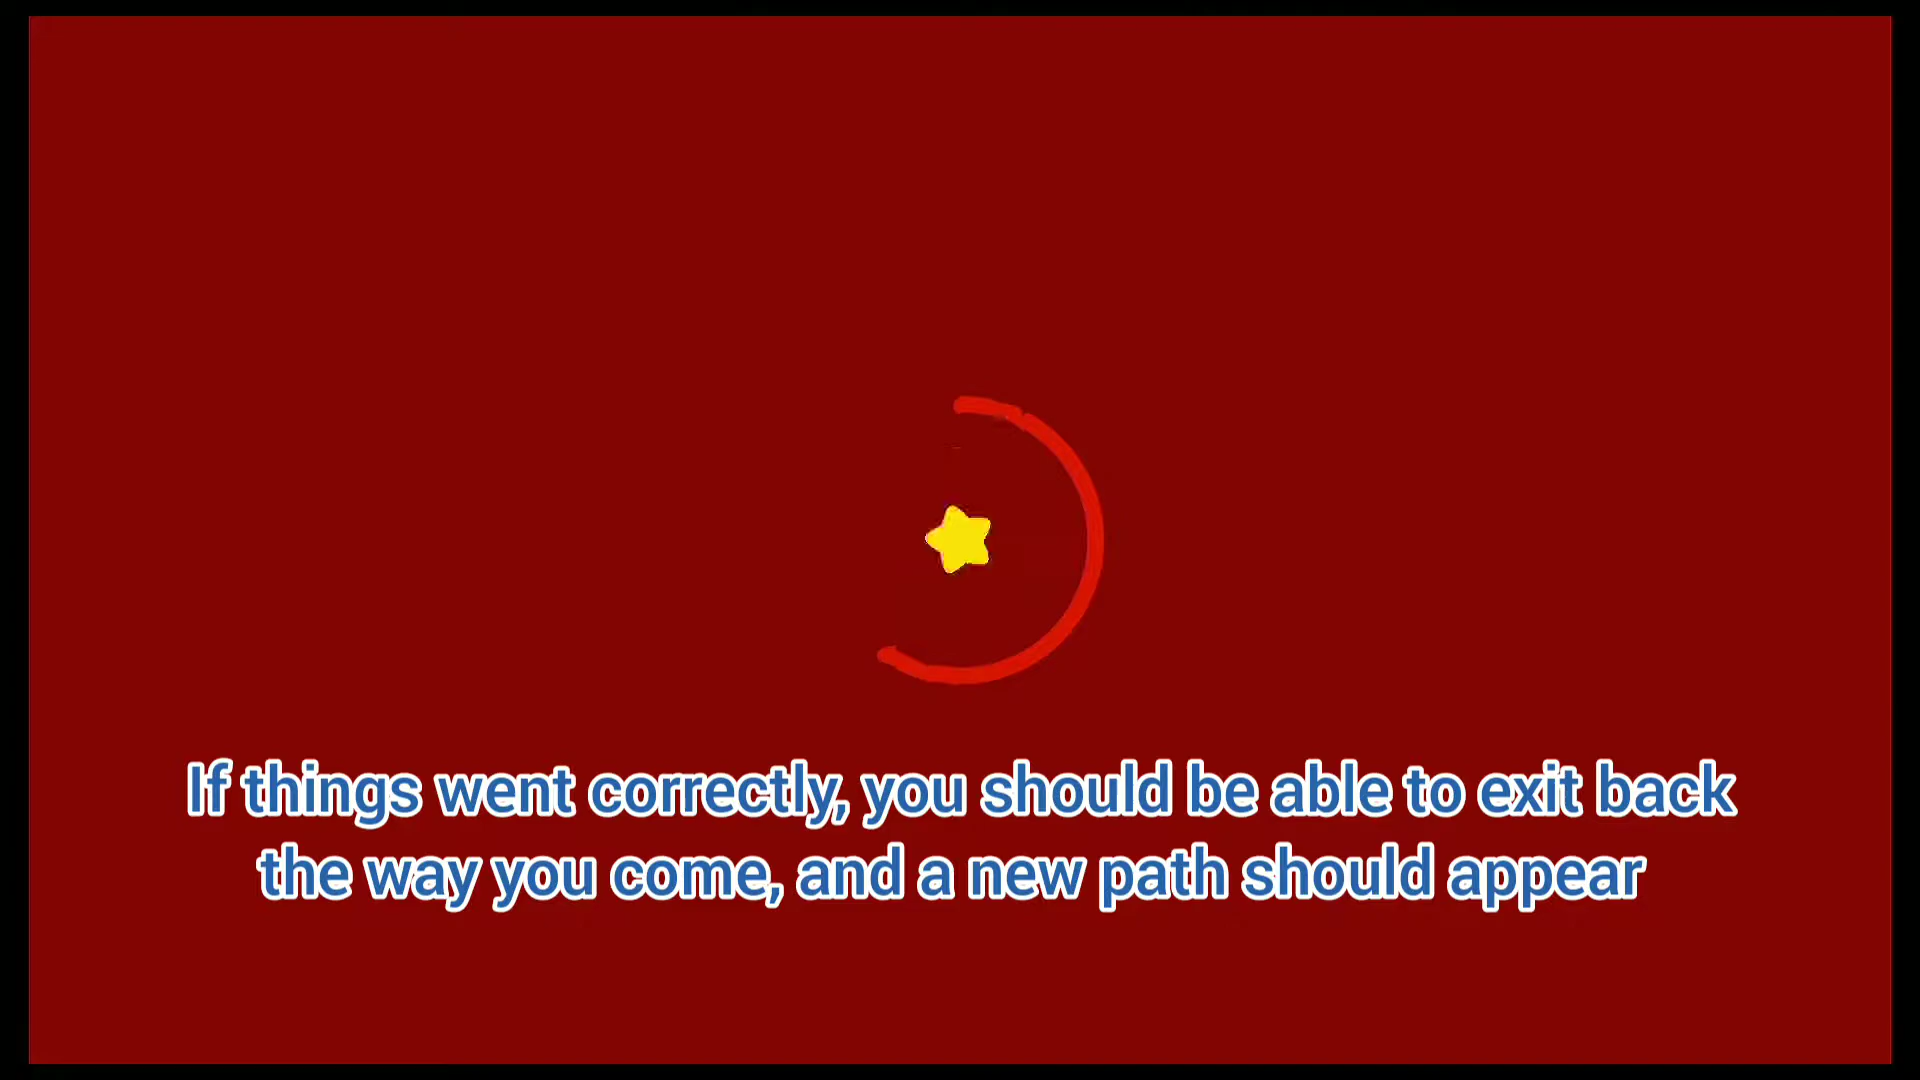 If things went correctly, you should be able to exit back
the way you come, and a new path should appear